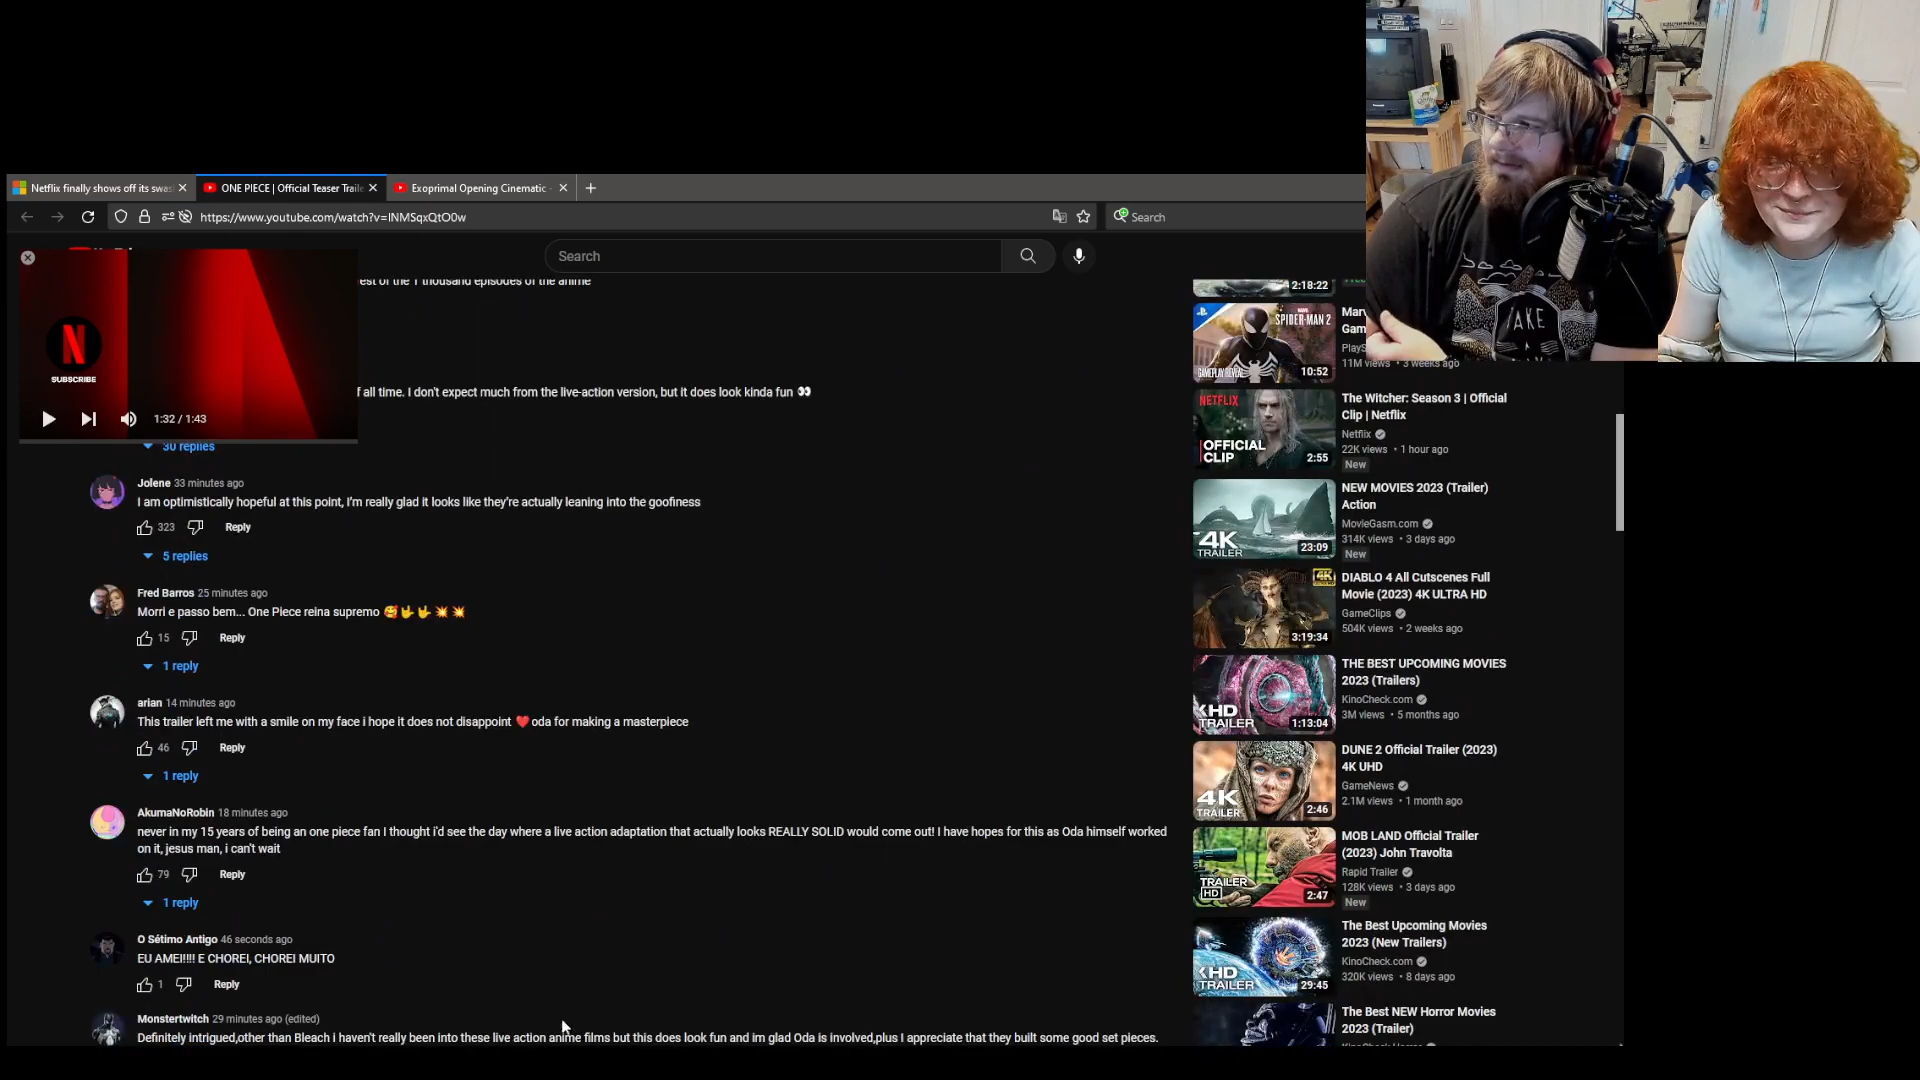 Netflix finally shows off its swas
ONE PIECE | Official Teaser Traile
Exoprimal Opening Cinematic -
https://www.youtube.com/watch?v=INMSqxQtO0w
Search
Search
est of the 1 thousand episodes of the anime
N
SUBSCRIBE
1:32 / 1:43
f all time. I don't expect much from the live-action version, but it does look kinda fun 👀
30 replies
Jolene 33 minutes ago
I am optimistically hopeful at this point, I'm really glad it looks like they're actually leaning into the goofiness
323 Reply
5 replies
Fred Barros 25 minutes ago
Morri e passo bem... One Piece reina supremo 🥰🤟🤟💥💥
15 Reply
1 reply
arian 14 minutes ago
This trailer left me with a smile on my face i hope it does not disappoint ❤️ oda for making a masterpiece
46 Reply
1 reply
AkumaNoRobin 18 minutes ago
never in my 15 years of being an one piece fan I thought i'd see the day where a live action adaptation that actually looks REALLY SOLID would come out! I have hopes for this as Oda himself worked
on it, jesus man, i can't wait
79 Reply
1 reply
O Sétimo Antigo 46 seconds ago
EU AMEI!!!! E CHOREI, CHOREI MUITO
1 Reply
Monstertwitch 29 minutes ago (edited)
Definitely intrigued,other than Bleach I haven't really been into these live action anime films but this does look fun and im glad Oda is involved,plus I appreciate that they built some good set pieces.
2:18:22
SPIDER-MAN 2
GAMEPLAY REVEAL
10:52
Marv
Gam
PlayS
11M views • 3 weeks ago
NETFLIX
OFFICIAL
CLIP
2:55
The Witcher: Season 3 | Official
Clip | Netflix
Netflix
22K views • 1 hour ago
New
4K
TRAILER
23:09
NEW MOVIES 2023 (Trailer)
Action
MovieGasm.com
314K views • 3 days ago
New
4K
3:19:34
DIABLO 4 All Cutscenes Full
Movie (2023) 4K ULTRA HD
GameClips
504K views • 2 weeks ago
HD
TRAILER
1:13:04
THE BEST UPCOMING MOVIES
2023 (Trailers)
KinoCheck.com
3M views • 5 months ago
4K
TRAILER
2:46
DUNE 2 Official Trailer (2023)
4K UHD
GameNews
2.1M views • 1 month ago
TRAILER
HD
2:47
MOB LAND Official Trailer
(2023) John Travolta
Rapid Trailer
128K views • 3 days ago
New
HD
TRAILER
29:45
The Best Upcoming Movies
2023 (New Trailers)
KinoCheck.com
320K views • 8 days ago
The Best NEW Horror Movies
2023 (Trailer)